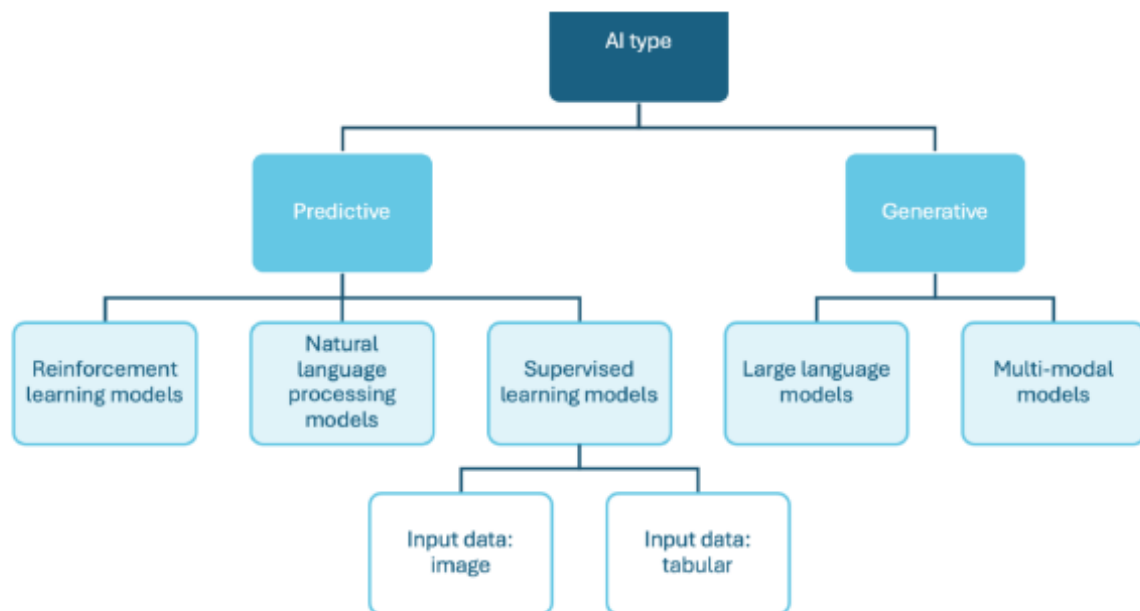 AI type
Predictive
Generative
Reinforcement
learning models
Natural
language
processing
models
Supervised
learning models
Large language
models
Multi-modal
models
Input data:
image
Input data:
tabular